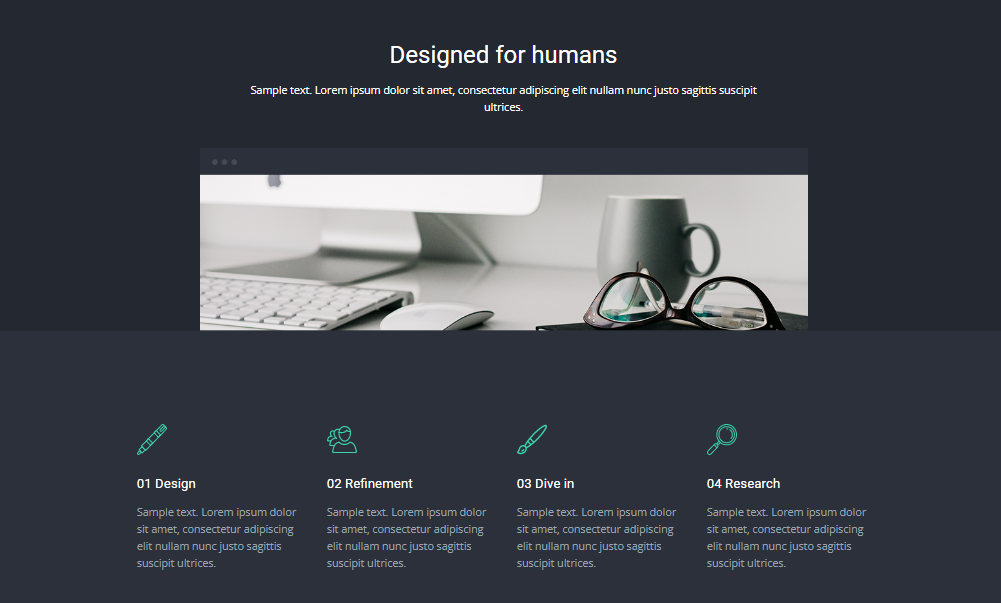 Designed for humans
Sample text. Lorem ipsum dolor sit amet, consectetur adipiscing elit nullam nunc justo sagittis suscipit
ultrices.
01 Design
Sample text. Lorem ipsum dolor
sit amet, consectetur adipiscing
elit nullam nunc justo sagittis
suscipit ultrices.
02 Refinement
Sample text. Lorem ipsum dolor
sit amet, consectetur adipiscing
elit nullam nunc justo sagittis
suscipit ultrices.
03 Dive in
Sample text. Lorem ipsum dolor
sit amet, consectetur adipiscing
elit nullam nunc justo sagittis
suscipit ultrices.
04 Research
Sample text. Lorem ipsum dolor
sit amet, consectetur adipiscing
elit nullam nunc justo sagittis
suscipit ultrices.